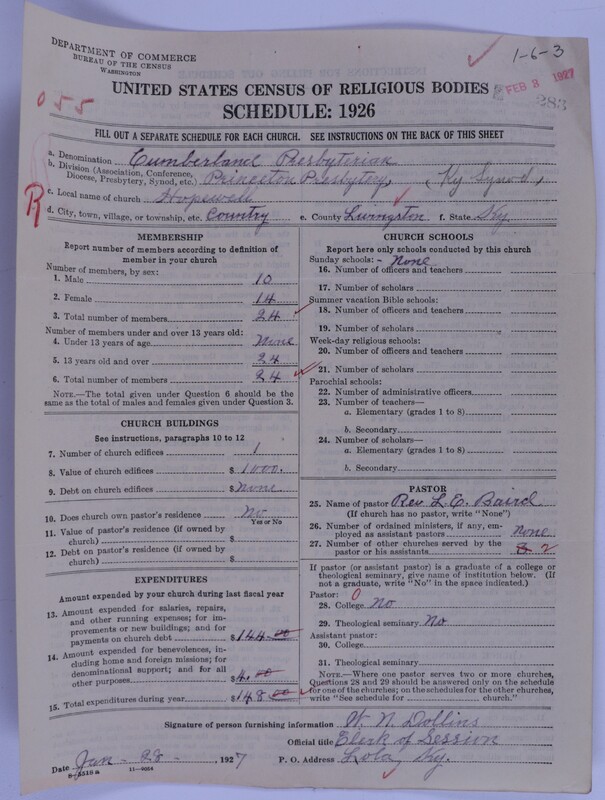 DEPARTMENT OF COMMERCE
BUREAU OF THE CENSUS
WASHINGTON
1-6-3
UNITED STATES CENSUS OF RELIGIOUS BODIES
FEB 3 1927
283
055
SCHEDULE: 1926
FILL OUT A SEPARATE SCHEDULE FOR EACH CHURCH. SEE INSTRUCTIONS ON THE BACK OF THIS SHEET
a. Denomination Cumberland Presbyterian
b. Division (Association, Conference, Diocese, Presbytery, Synod, etc.) Princeton Presbytery, (Ky Synod)
R
c. Local name of church Hopewell
d. City, town, village, or township, etc. Country e. County Livingston f. State Ky.
MEMBERSHIP
Report number of members according to definition of
member in your church
Number of members, by sex:
1. Male 10
2. Female 14
3. Total number of members 24
Number of members under and over 13 years old:
4. Under 13 years of age None
5. 13 years old and over 24
6. Total number of members 24
NOTE.—The total given under Question 6 should be
same as the total of males and females given under Question 3.
CHURCH BUILDINGS
See instructions, paragraphs 10 to 12
7. Number of church edifices 1
8. Value of church edifices $ 1000.
9. Debt on church edifices $ None
10. Does church own pastor's residence? No
Yes or No
11. Value of pastor's residence (if owned by
church) $
12. Debt on pastor's residence (if owned by
church) $
EXPENDITURES
Amount expended by your church during last fiscal year
13. Amount expended for salaries, repairs,
and other running expenses; for im-
provements or new buildings; and for
payments on church debt $ 144.00
14. Amount expended for benevolences,
including home and foreign missions; for
denominational support; and for all
other purposes $ 4.00
15. Total expenditures during year $ 148.00
CHURCH SCHOOLS
Report here only schools conducted by this church
Sunday schools: - None
16. Number of officers and teachers
17. Number of scholars
Summer vacation Bible schools:
18. Number of officers and teachers
19. Number of scholars
Week-day religious schools:
20. Number of officers and teachers
21. Number of scholars
Parochial schools:
22. Number of administrative officers
23. Number of teachers—
a. Elementary (grades 1 to 8)
b. Secondary
24. Number of scholars—
a. Elementary (grades 1 to 8)
b. Secondary
PASTOR
25. Name of pastor Rev. L. E. Baird
(If church has no pastor, write "None")
26. Number of ordained ministers, if any, em-
ployed as assistant pastors None
27. Number of other churches served by the
pastor or his assistants 2
If pastor (or assistant pastor) is a graduate of a college or
theological seminary, give name of institution below. (If
not a graduate, write "No" in the space indicated.)
Pastor: 0
28. College No
29. Theological seminary No
Assistant pastor:
30. College
31. Theological seminary
NOTE.—Where one pastor serves two or more churches,
Questions 28 and 29 should be answered only on the schedule
for one of the churches; on the schedules for the other churches,
write "See schedule for church."
Signature of person furnishing information W. N. Dollins
Official title Clerk of Session
Date Jan - 28 -, 1927 P. O. Address Lola, Ky.
8-5518 a 11-9054